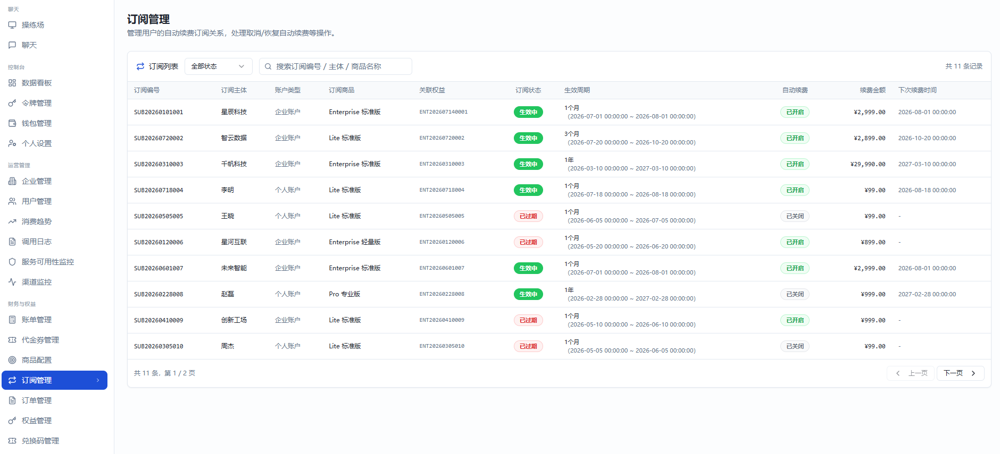 聊天
操练场
聊天
控制台
数据看板
令牌管理
钱包管理
个人设置
运营管理
企业管理
用户管理
消费趋势
调用日志
服务可用性监控
渠道监控
财务与权益
账单管理
代金券管理
商品配置
订阅管理
订单管理
权益管理
兑换码管理
订阅管理
管理用户的自动续费订阅关系，处理取消/恢复自动续费等操作。
订阅列表 全部状态 搜索订阅编号 / 主体 / 商品名称 共 11 条记录
订阅编号 订阅主体 账户类型 订阅商品 关联权益 订阅状态 生效周期 自动续费 续费金额 下次续费时间
SUB20260101001 星辰科技 企业账户 Enterprise 标准版 ENT202607140001 生效中 1个月 已开启 ¥2,999.00 2026-08-01 00:00:00
（2026-07-01 00:00:00 ~ 2026-08-01 00:00:00）
SUB20260720002 智云数据 企业账户 Lite 标准版 ENT20260720002 生效中 3个月 已开启 ¥2,899.00 2026-10-20 00:00:00
（2026-07-20 00:00:00 ~ 2026-10-20 00:00:00）
SUB20260310003 千帆科技 企业账户 Enterprise 标准版 ENT20260310003 生效中 1年 已开启 ¥29,990.00 2027-03-10 00:00:00
（2026-03-10 00:00:00 ~ 2027-03-10 00:00:00）
SUB20260718004 李明 个人账户 Lite 标准版 ENT20260718004 生效中 1个月 已开启 ¥99.00 2026-08-18 00:00:00
（2026-07-18 00:00:00 ~ 2026-08-18 00:00:00）
SUB20260505005 王晓 个人账户 Lite 标准版 ENT20260505005 已过期 1个月 已关闭 ¥99.00 -
（2026-06-05 00:00:00 ~ 2026-07-05 00:00:00）
SUB20260120006 星河互联 企业账户 Enterprise 轻量版 ENT20260120006 已过期 1个月 已开启 ¥899.00 -
（2026-05-20 00:00:00 ~ 2026-06-20 00:00:00）
SUB20260601007 未来智能 企业账户 Enterprise 标准版 ENT20260601007 生效中 1个月 已开启 ¥2,999.00 2026-08-01 00:00:00
（2026-07-01 00:00:00 ~ 2026-08-01 00:00:00）
SUB20260228008 赵磊 个人账户 Pro 专业版 ENT20260228008 生效中 1年 已关闭 ¥999.00 2027-02-28 00:00:00
（2026-02-28 00:00:00 ~ 2027-02-28 00:00:00）
SUB20260410009 创新工场 企业账户 Lite 标准版 ENT20260410009 已过期 1个月 已开启 ¥999.00 -
（2026-05-10 00:00:00 ~ 2026-06-10 00:00:00）
SUB20260305010 周杰 个人账户 Lite 标准版 ENT20260305010 已过期 1个月 已关闭 ¥99.00 -
（2026-05-05 00:00:00 ~ 2026-06-05 00:00:00）
共 11 条，第 1 / 2 页 上一页 下一页